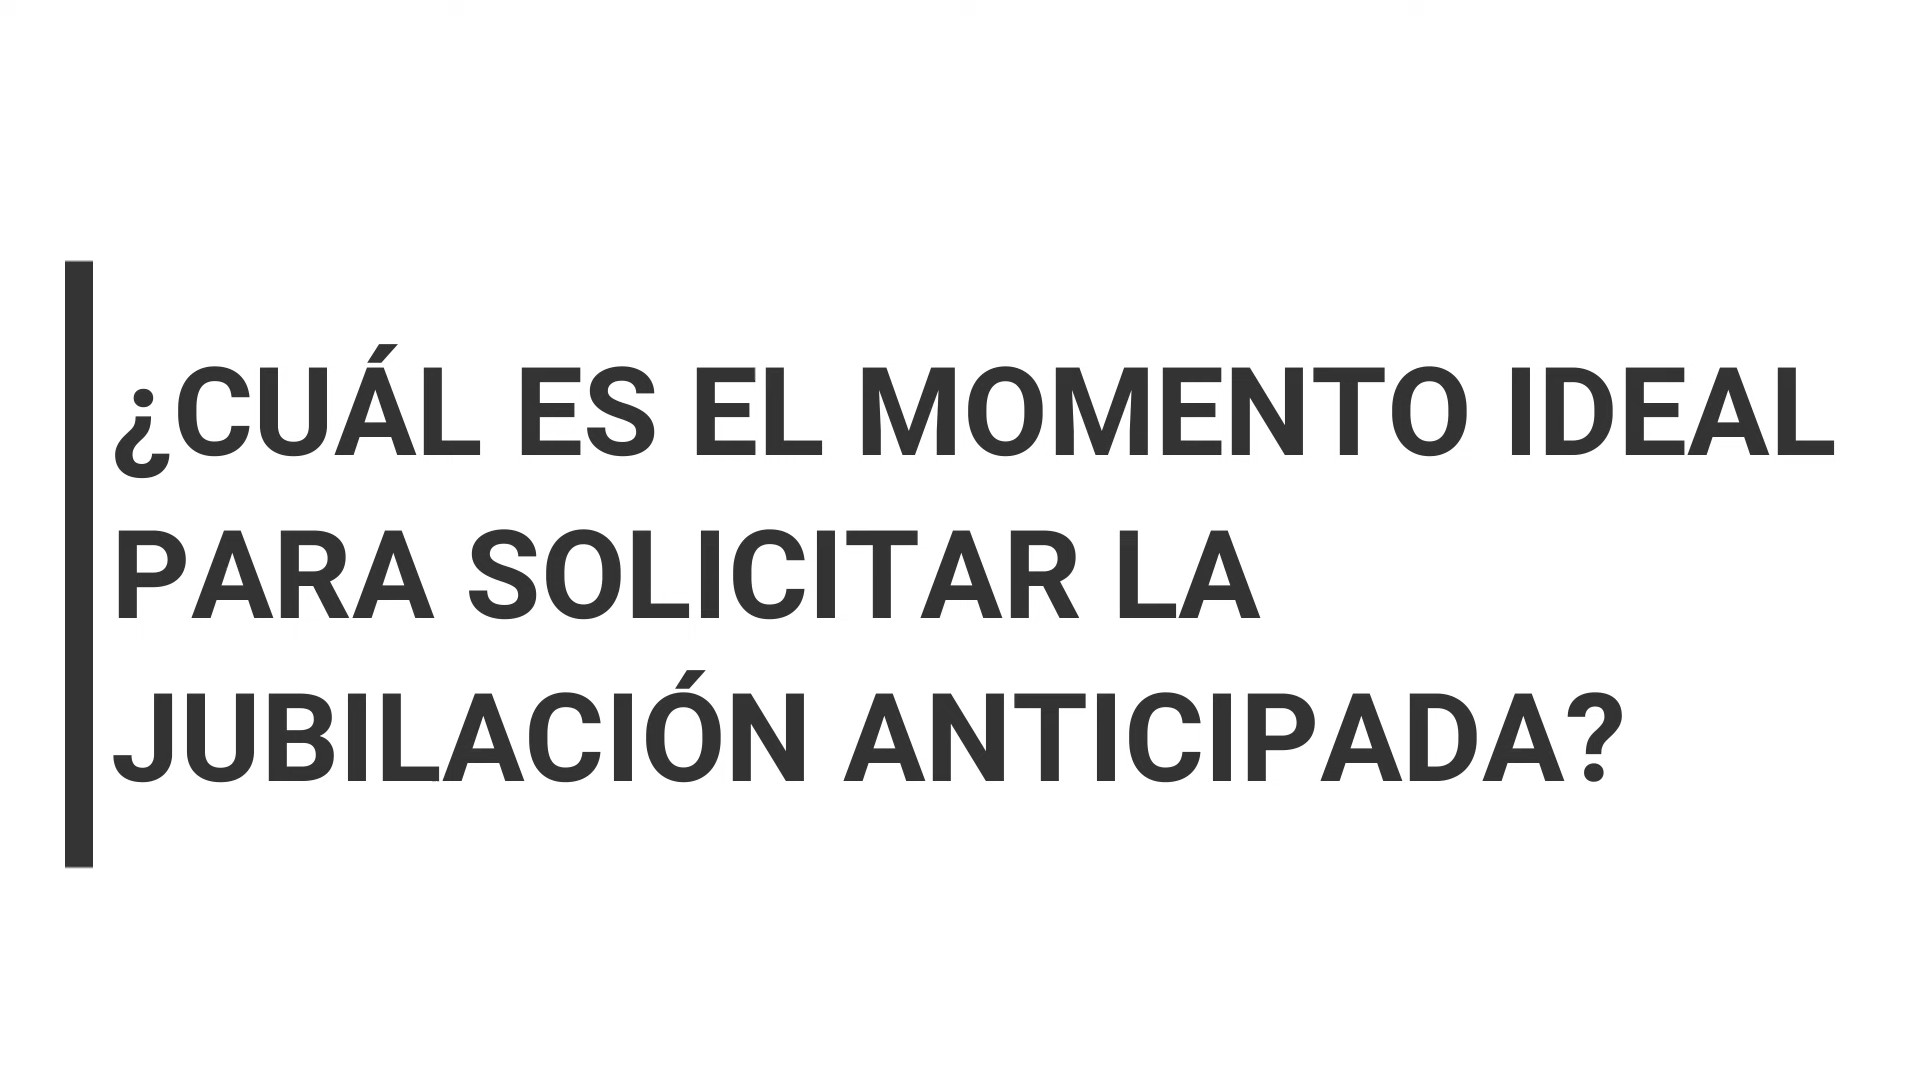 ¿CUÁL ES EL MOMENTO IDEAL
PARA SOLICITAR LA
JUBILACIÓN ANTICIPADA?